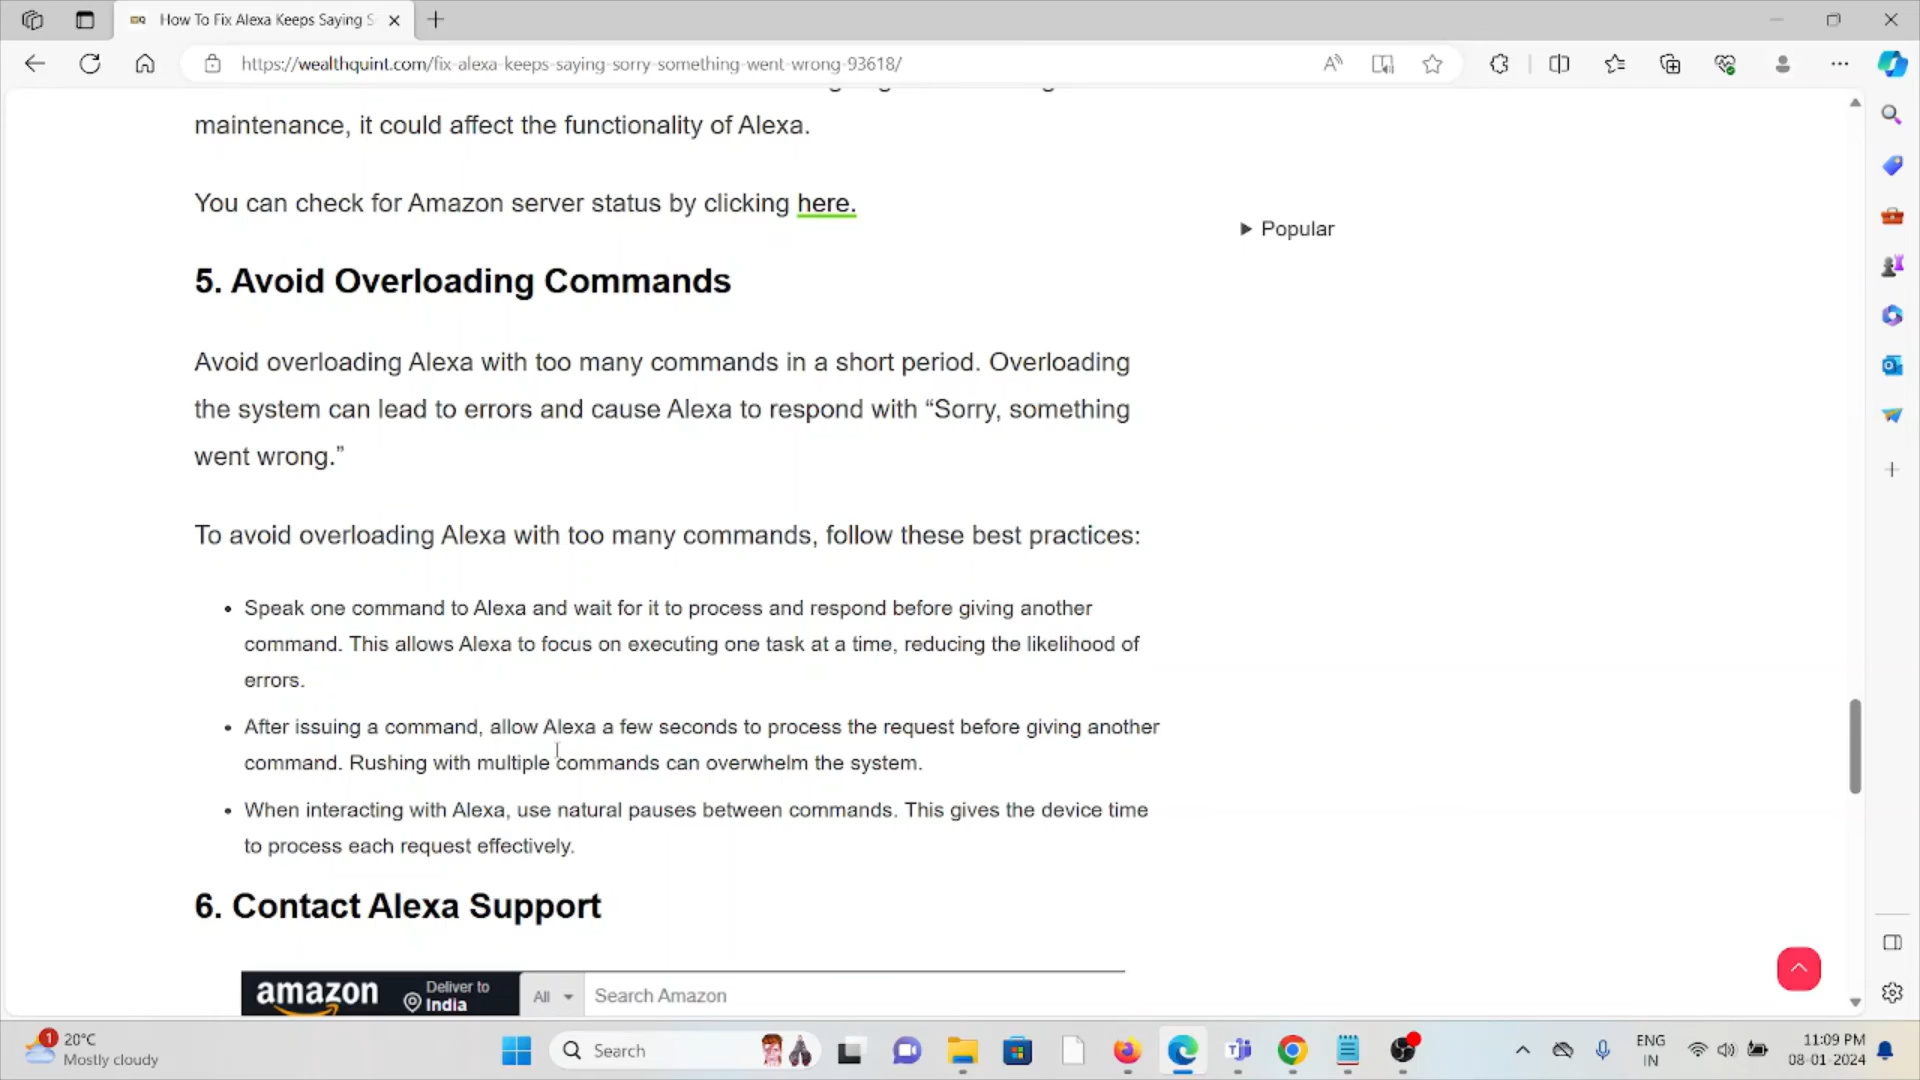 How To Fix Alexa Keeps Saying S
https://wealthquint.com/fix-alexa-keeps-saying-sorry-something-went-wrong-93618/
maintenance, it could affect the functionality of Alexa.
You can check for Amazon server status by clicking here.
Popular
5. Avoid Overloading Commands
Avoid overloading Alexa with too many commands in a short period. Overloading
the system can lead to errors and cause Alexa to respond with “Sorry, something
went wrong.”
To avoid overloading Alexa with too many commands, follow these best practices:
• Speak one command to Alexa and wait for it to process and respond before giving another
command. This allows Alexa to focus on executing one task at a time, reducing the likelihood of
errors.
• After issuing a command, allow Alexa a few seconds to process the request before giving another
command. Rushing with multiple commands can overwhelm the system.
• When interacting with Alexa, use natural pauses between commands. This gives the device time
to process each request effectively.
6. Contact Alexa Support
amazon Deliver to India All Search Amazon
1 20°C
Mostly cloudy
Search
ENG
IN
11:09 PM
08-01-2024